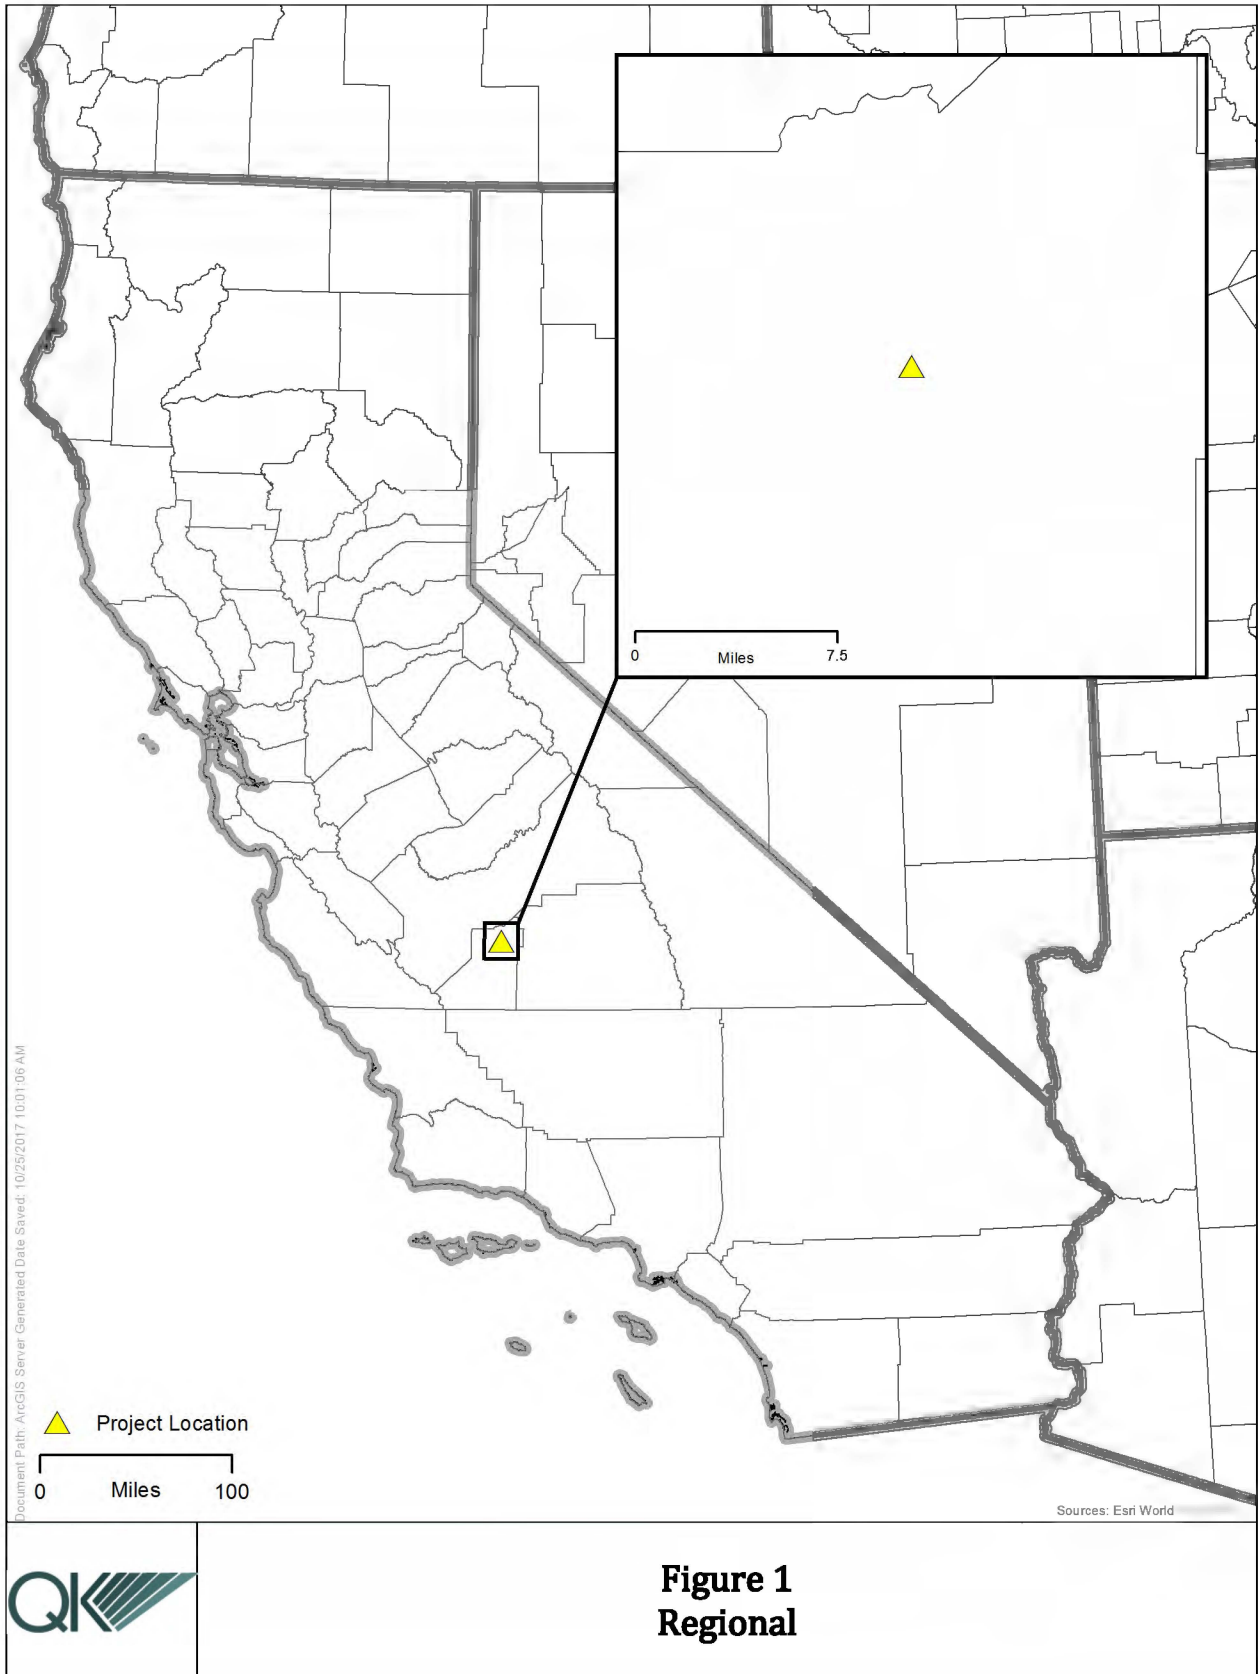 0 Miles 7.5
Document Path: ArcGIS Server Generated Date Saved: 10/25/2017 10:01:06 AM
Project Location
0 Miles 100
Sources: Esri World
QK
Figure 1
Regional